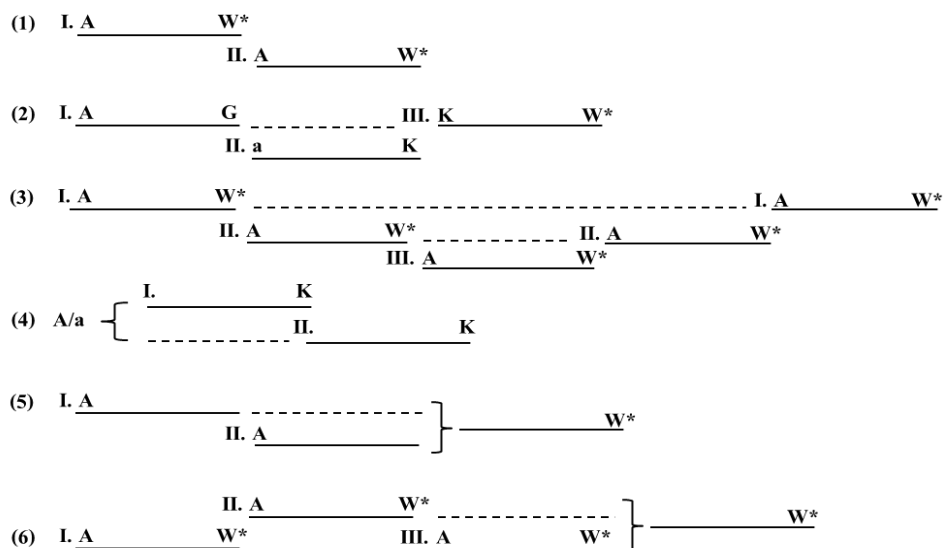 (1) I. A W*
II. A W*
(2) I. A G III. K W*
II. a K
(3) I. A W* I. A W*
II. A W* II. A W*
III. A W*
I. K
(4) A/a II. K
(5) I. A
W*
II. A
II. A W*
W*
(6) I. A W* III. A W*